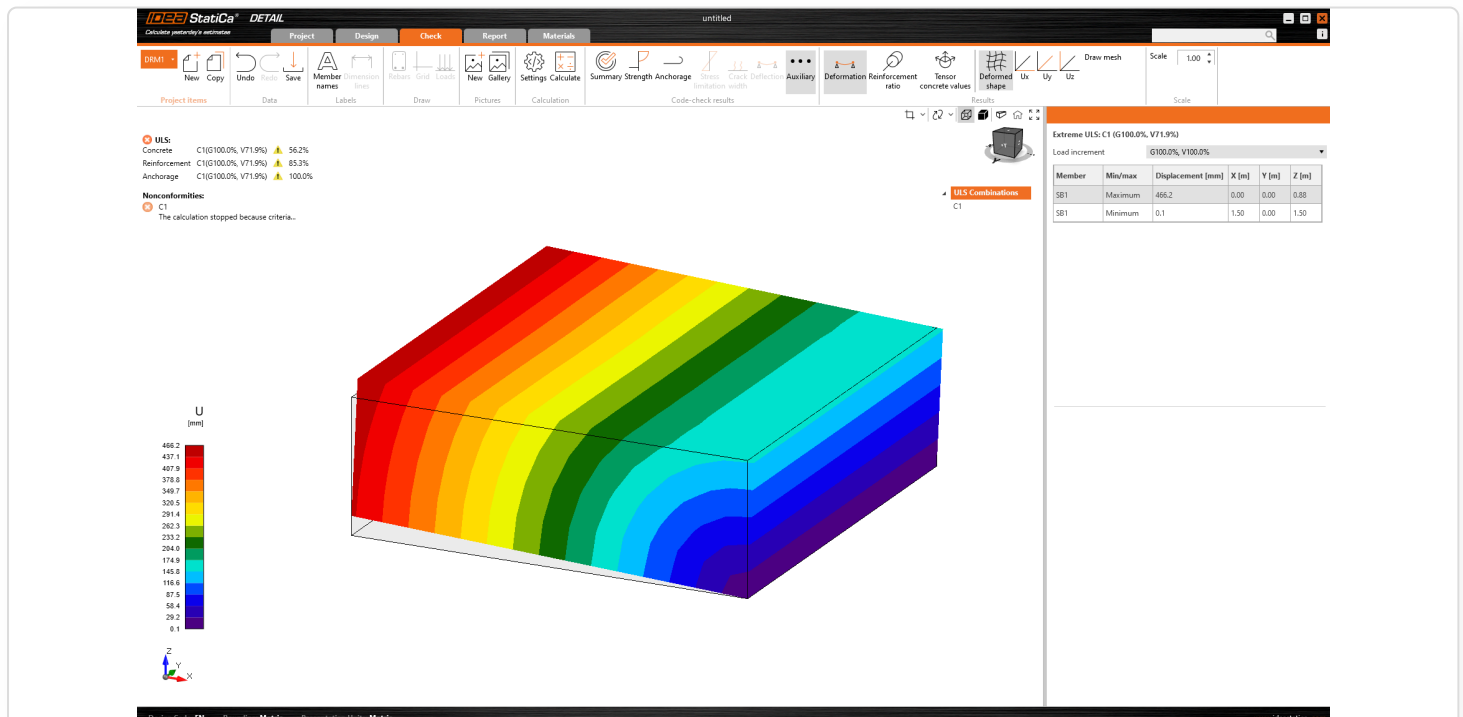 IDEA StatiCa® DETAIL
untitled
Calculate yesterday's estimates
Project Design Check Report Materials
DRM1 New Copy Undo Redo Save Member names Dimension lines Rebars Grid Loads New Gallery Settings Calculate Summary Strength Anchorage Stress limitation Crack width Deflection Auxiliary Deformation Reinforcement ratio Tensor concrete values Deformed shape Ux Uy Uz Draw mesh Scale 1.00
Project items Data Labels Draw Pictures Calculation Code-check results Results Scale
ULS:
Concrete C1(G100.0%, V71.9%) 56.2%
Reinforcement C1(G100.0%, V71.9%) 85.3%
Anchorage C1(G100.0%, V71.9%) 100.0%
Nonconformities:
C1
The calculation stopped because criteria...
ULS Combinations
C1
Extreme ULS: C1 (G100.0%, V71.9%)
Load increment G100.0%, V100.0%
Member Min/max Displacement [mm] X [m] Y [m] Z [m]
SB1 Maximum 466.2 0.00 0.00 0.88
SB1 Minimum 0.1 1.50 0.00 1.50
U
[mm]
466.2
437.1
407.9
378.8
349.7
320.5
291.4
262.3
233.2
204.0
174.9
145.8
116.6
87.5
58.4
29.2
0.1
Z
Y
X